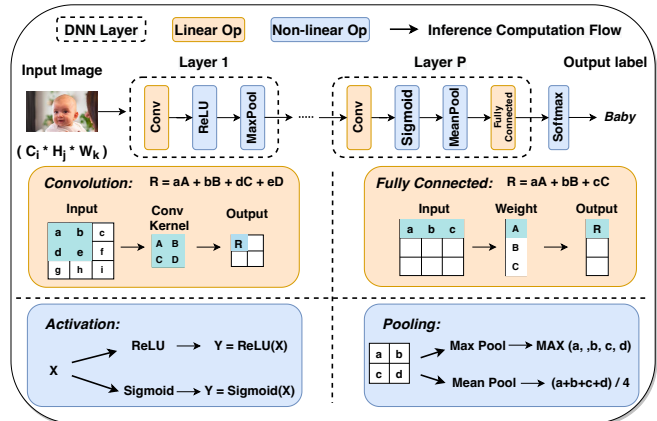 DNN Layer
Linear Op
Non-linear Op
Inference Computation Flow
Input Image
Layer 1
Layer P
Output label
Conv
ReLU
MaxPool
......
Conv
Sigmoid
MeanPool
Fully
Connected
Softmax
Baby
( Ci * Hj * Wk )
Convolution: R = aA + bB + dC + eD
Input
Conv
Kernel
Output
a b c
d e f
g h i
A B
C D
R
Fully Connected: R = aA + bB + cC
Input
Weight
Output
a b c
A
B
C
R
Activation:
X
ReLU
Y = ReLU(X)
Sigmoid
Y = Sigmoid(X)
Pooling:
a b
c d
Max Pool
MAX (a, ,b, c, d)
Mean Pool
(a+b+c+d) / 4